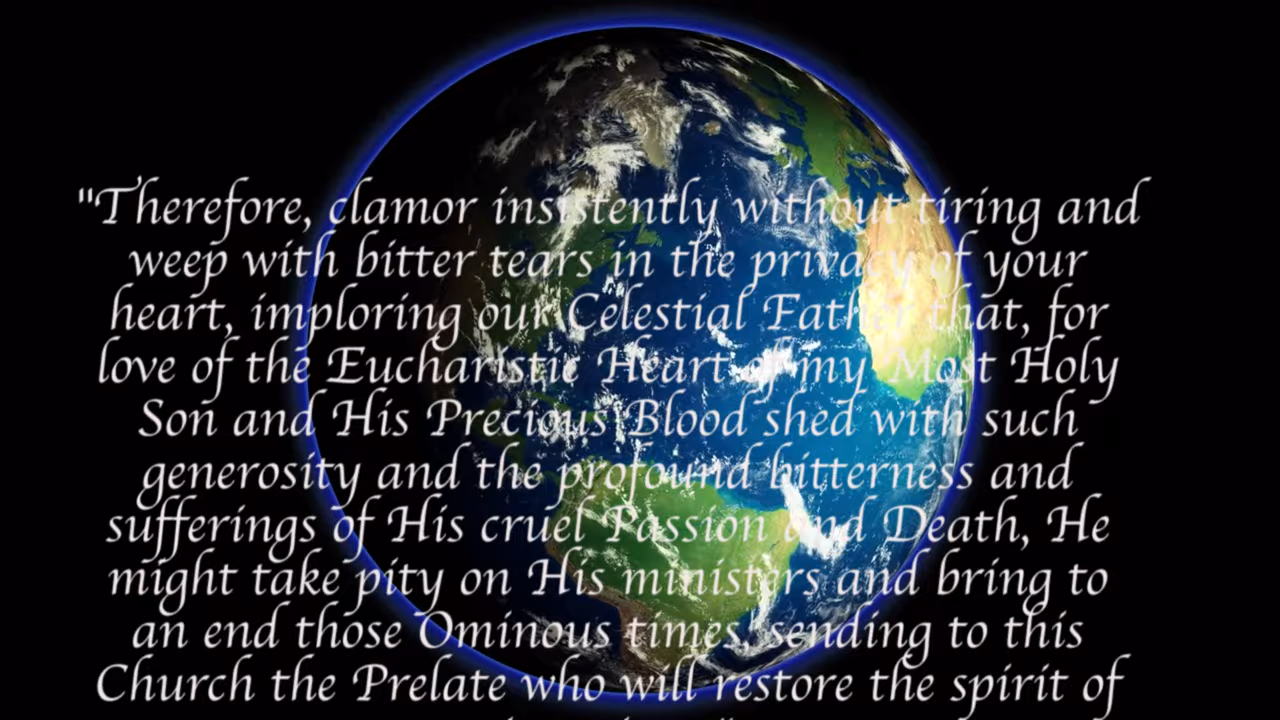 "Therefore, clamor insistently without tiring and
weep with bitter tears in the privacy of your
heart, imploring our Celestial Father that, for
love of the Eucharistic Heart of my Most Holy
Son and His Precious Blood shed with such
generosity and the profound bitterness and
sufferings of His cruel Passion and Death, He
might take pity on His ministers and bring to
an end those Ominous times, sending to this
Church the Prelate who will restore the spirit of